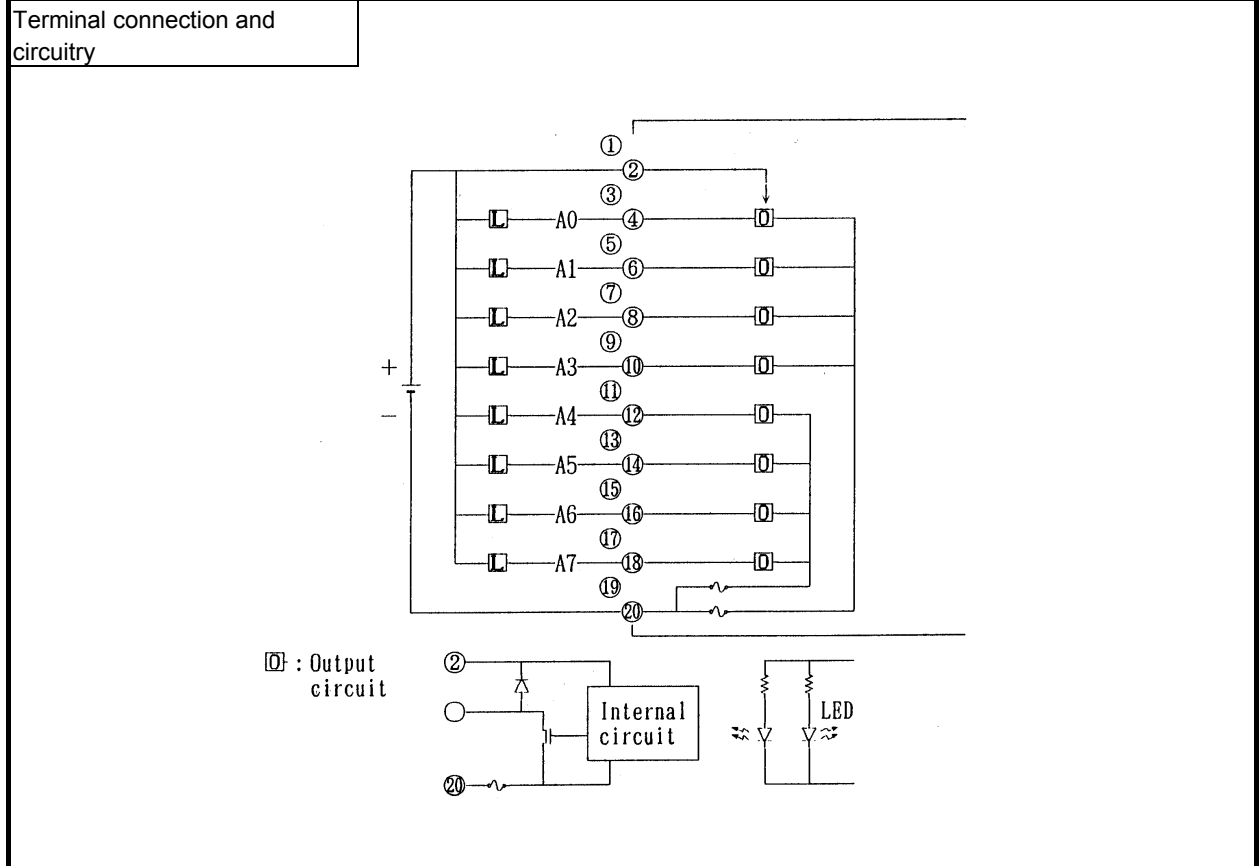 Terminal connection and
circuitry
①
②
③
L A0 ④ O
⑤
L A1 ⑥ O
⑦
L A2 ⑧ O
⑨
+ L A3 ⑩ O
⑪
− L A4 ⑫ O
⑬
L A5 ⑭ O
⑮
L A6 ⑯ O
⑰
L A7 ⑱ O
⑲
⑳
O : Output
circuit
②
Internal
circuit
LED
⑳